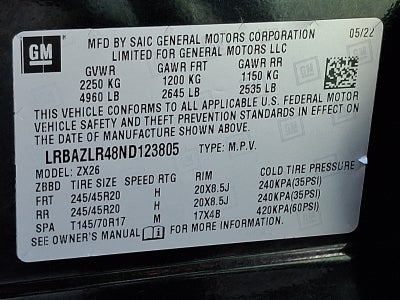 GM
MFD BY SAIC GENERAL MOTORS CORPORATION 05/22
LIMITED FOR GENERAL MOTORS LLC
GVWR GAWR FRT GAWR RR
2250 KG 1200 KG 1150 KG
4960 LB 2645 LB 2535 LB
THIS VEHICLE CONFORMS TO ALL APPLICABLE U.S. FEDERAL MOTOR
VEHICLE SAFETY AND THEFT PREVENTION STANDARDS IN EFFECT ON
THE DATE OF MANUFACTURE SHOWN ABOVE.
LRBAZLR48ND123805 TYPE: M.P.V.
MODEL: ZX26
ZBBD TIRE SIZE SPEED RTG RIM COLD TIRE PRESSURE
FRT 245/45R20 H 20X8.5J 240KPA(35PSI)
RR 245/45R20 H 20X8.5J 240KPA(35PSI)
SPA T145/70R17 M 17X4B 420KPA(60PSI)
SEE OWNER'S MANUAL FOR MORE INFORMATION.